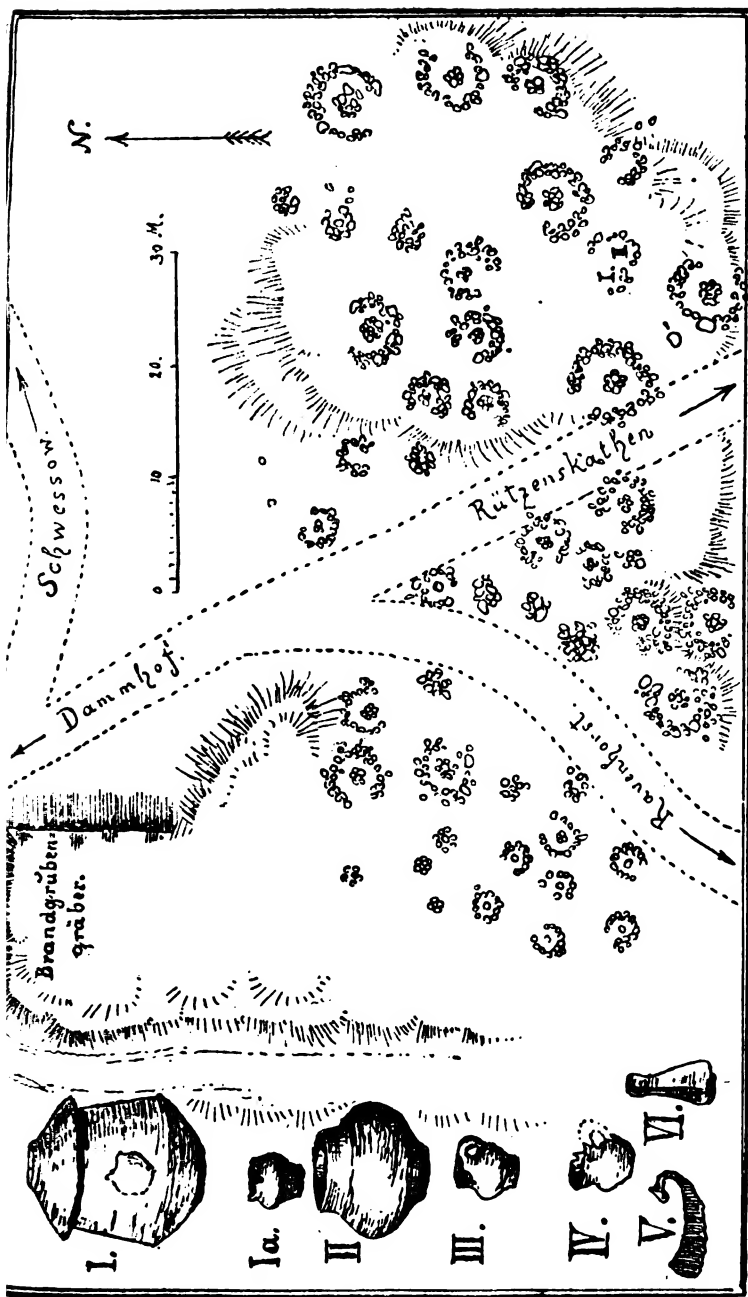 N.
30 M.
20.
10
0
Schwessow.
Dammhof.
Rützenskathen
Ravenhorst
Brandgruben=
gräber.
I.
I.
Ia.
II
III.
IV.
V.
VI.